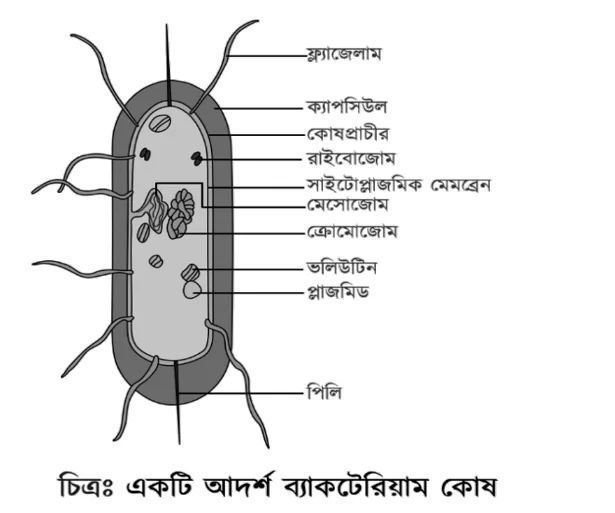 ফ্ল্যাজেলাম
ক্যাপসিউল
কোষপ্রাচীর
রাইবোজোম
সাইটোপ্লাজমিক মেমব্রেন
মেসোজোম
ক্রোমোজোম
ভলিউটিন
প্লাজমিড
পিলি
চিত্রঃ একটি আদর্শ ব্যাকটেরিয়াম কোষ